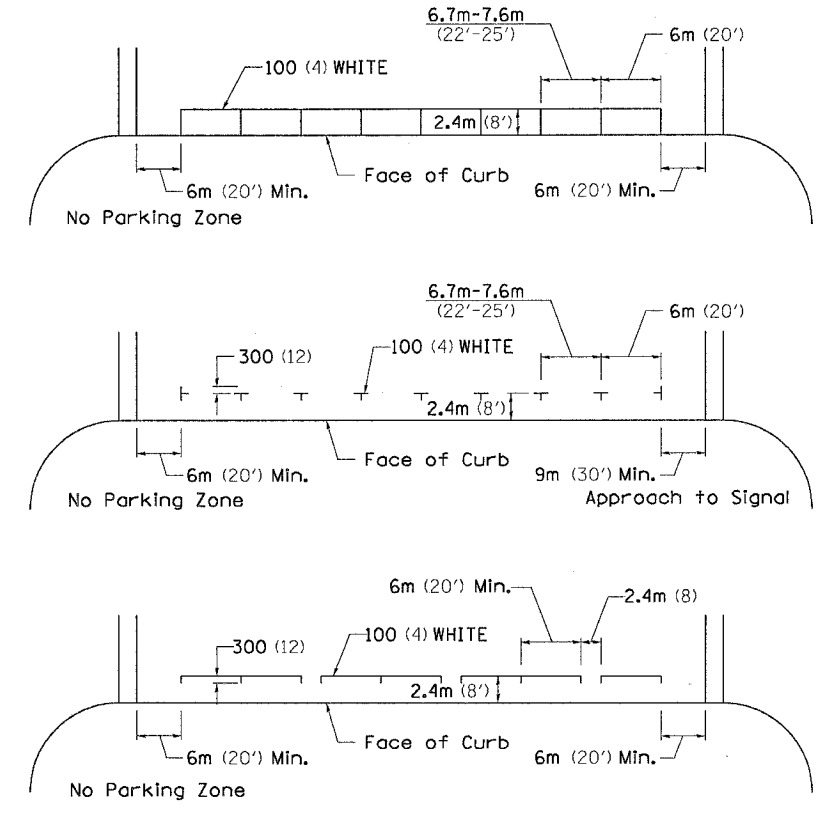 6.7m-7.6m
(22'-25')
6m (20')
100 (4) WHITE
2.4m (8')
Face of Curb
6m (20') Min.
6m (20') Min.
No Parking Zone
6.7m-7.6m
(22'-25')
6m (20')
300 (12)
100 (4) WHITE
2.4m (8')
Face of Curb
6m (20') Min.
9m (30') Min.
No Parking Zone
Approach to Signal
6m (20') Min.
2.4m (8)
300 (12)
100 (4) WHITE
2.4m (8')
Face of Curb
6m (20') Min.
6m (20') Min.
No Parking Zone